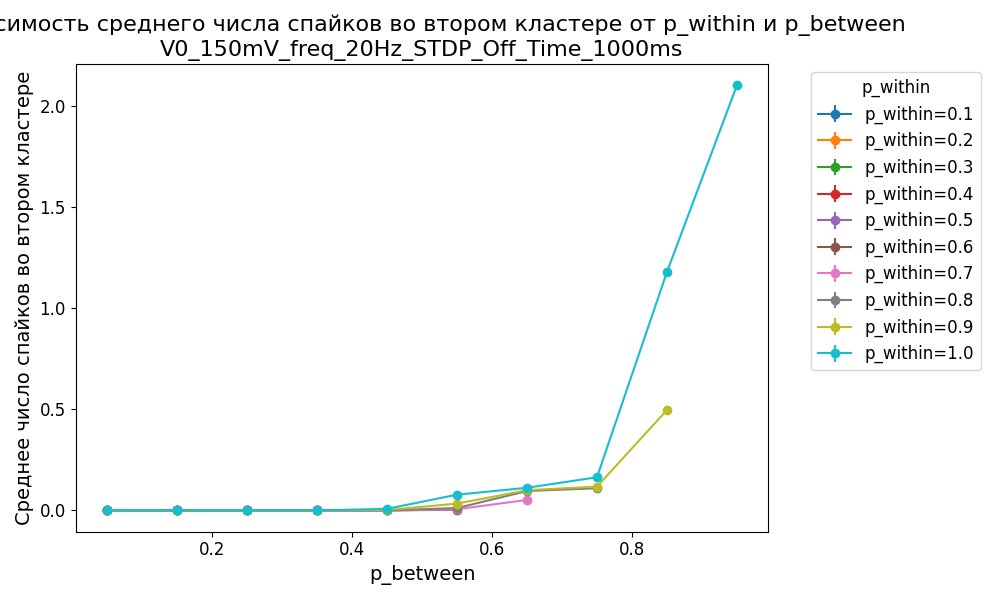 симость среднего числа спайков во втором кластере от p_within и p_between
V0_150mV_freq_20Hz_STDP_Off_Time_1000ms
Среднее число спайков во втором кластере
2.0
1.5
1.0
0.5
0.0
0.2
0.4
0.6
0.8
p_between
p_within
p_within=0.1
p_within=0.2
p_within=0.3
p_within=0.4
p_within=0.5
p_within=0.6
p_within=0.7
p_within=0.8
p_within=0.9
p_within=1.0